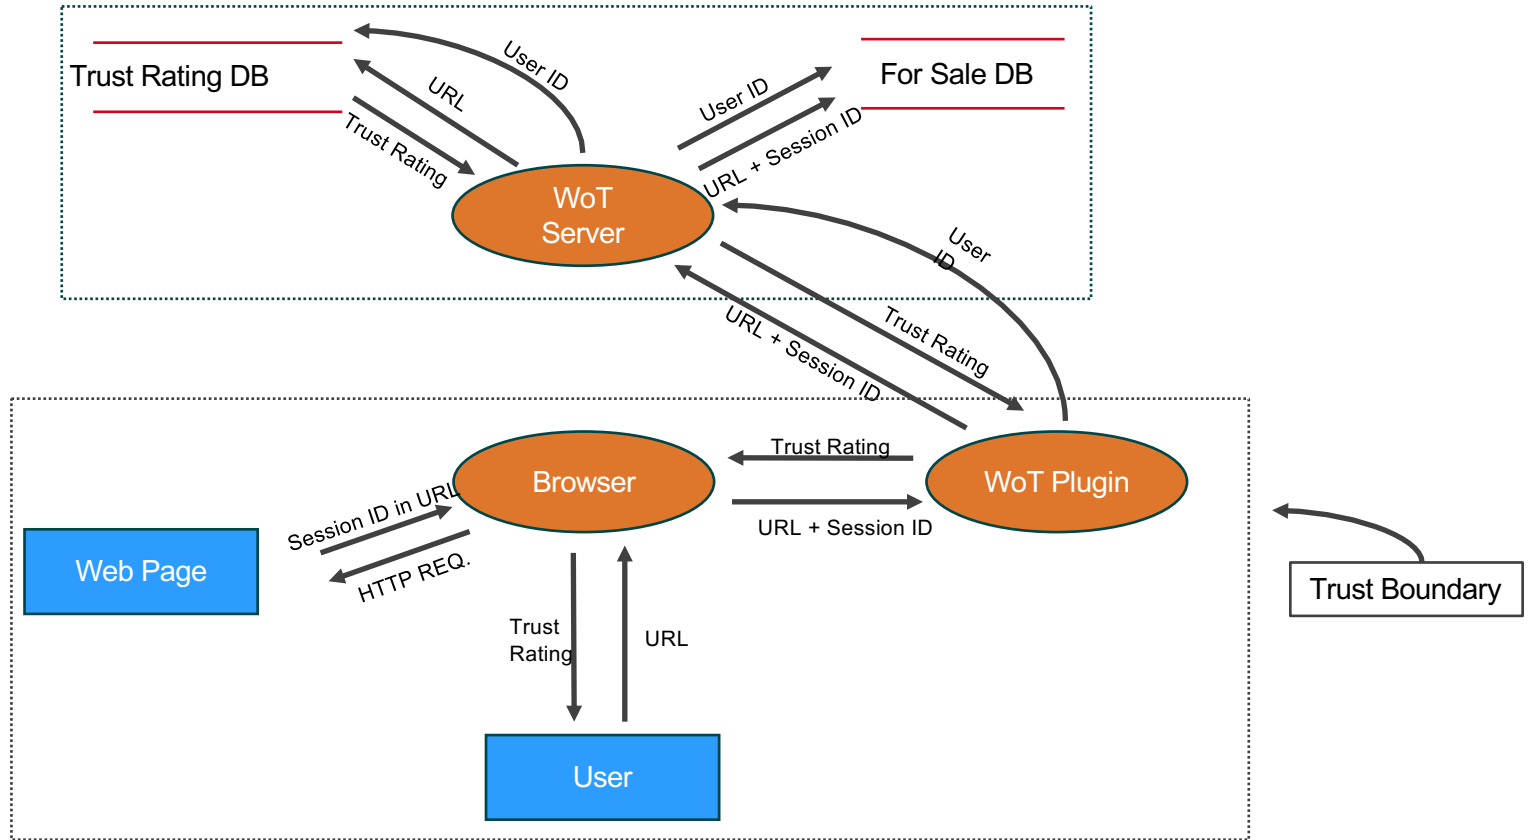 User ID
Trust Rating DB
URL
Trust Rating
User ID
For Sale DB
URL + Session ID
WoT
Server
User
ID
URL + Session ID
Trust Rating
Trust Rating
Browser
WoT Plugin
URL + Session ID
Session ID in URL
HTTP REQ.
Web Page
Trust Boundary
Trust
Rating
URL
User